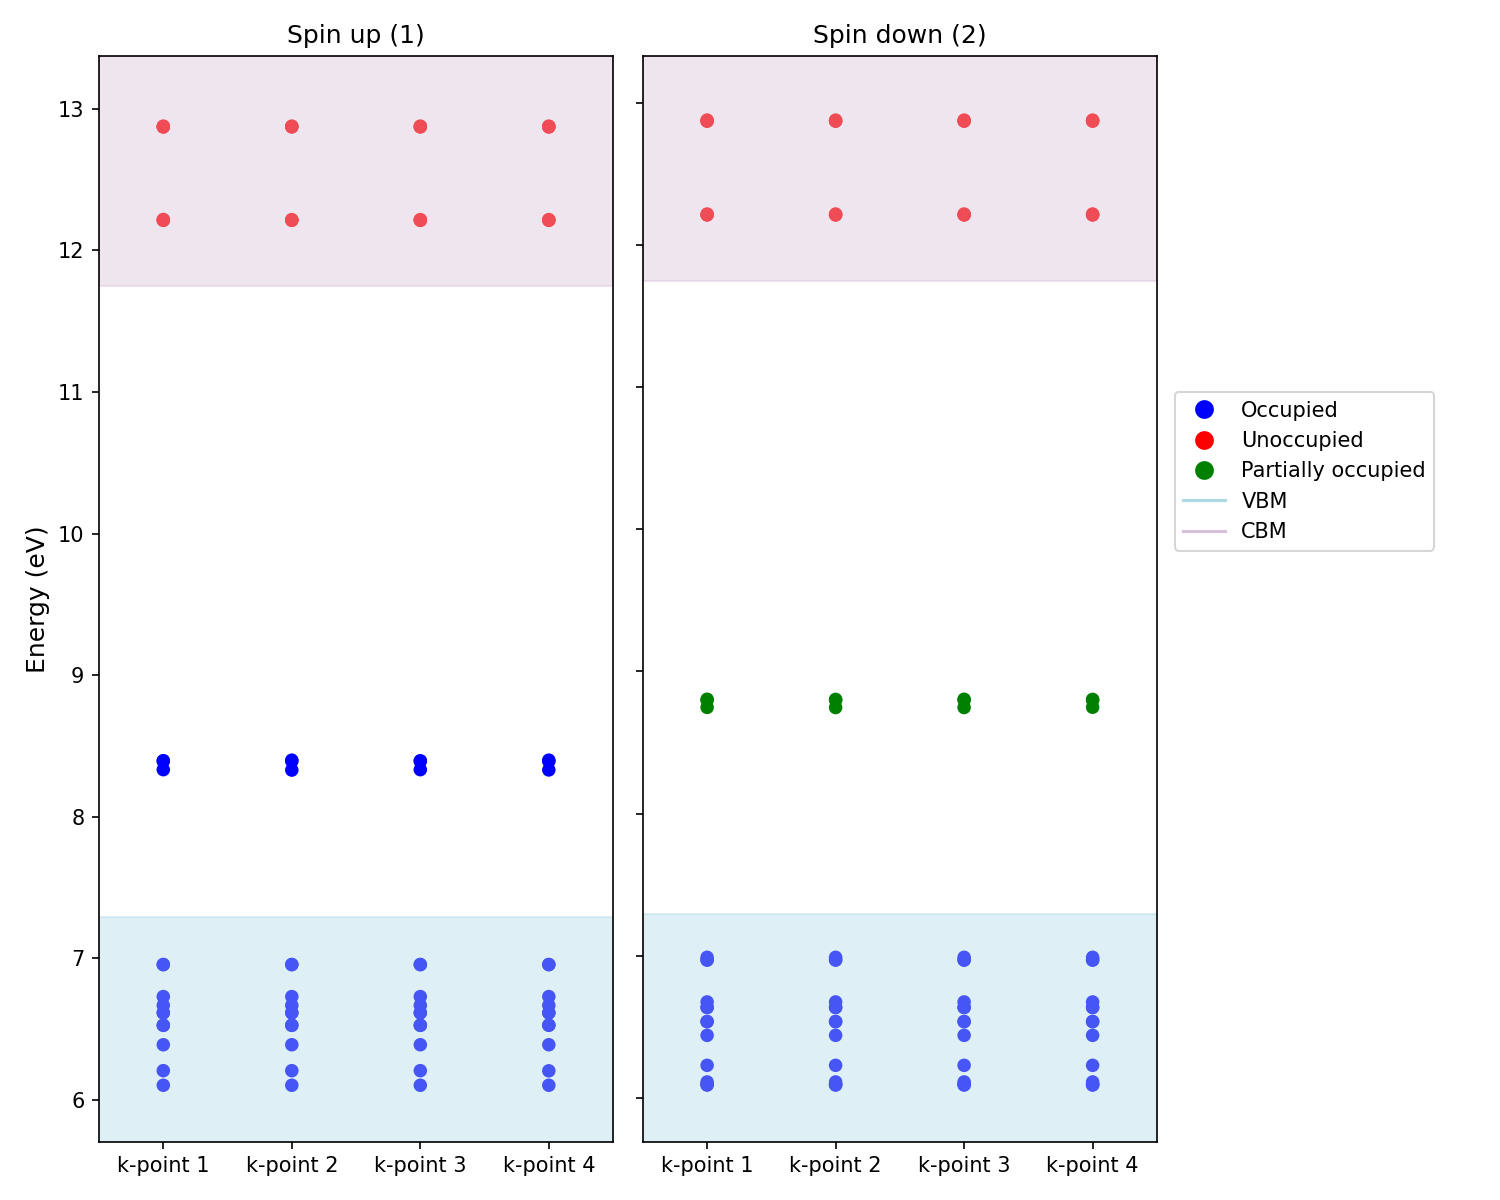 Spin up (1)
Spin down (2)
Energy (eV)
13
12
11
10
9
8
7
6
k-point 1
k-point 2
k-point 3
k-point 4
k-point 1
k-point 2
k-point 3
k-point 4
Occupied
Unoccupied
Partially occupied
VBM
CBM